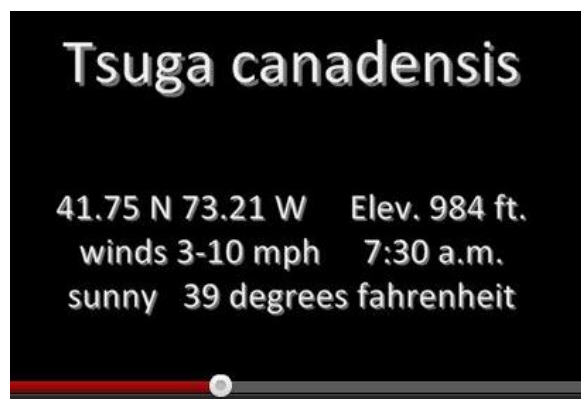 Tsuga canadensis
41.75 N 73.21 W Elev. 984 ft.
winds 3-10 mph 7:30 a.m.
sunny 39 degrees fahrenheit